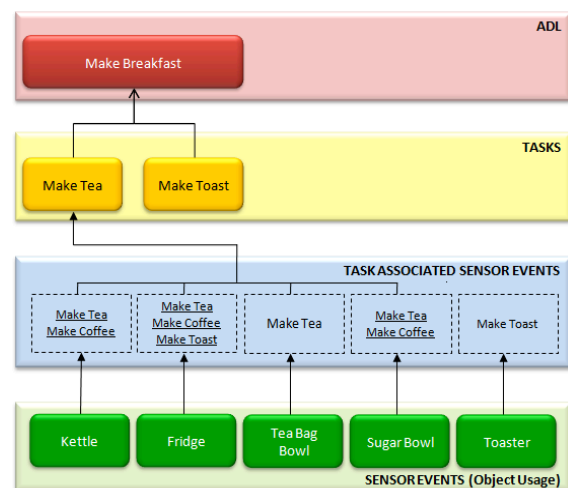 ADL
Make Breakfast
TASKS
Make Tea
Make Toast
TASK ASSOCIATED SENSOR EVENTS
Make Tea
Make Coffee
Make Tea
Make Coffee
Make Toast
Make Tea
Make Tea
Make Coffee
Make Toast
Kettle
Fridge
Tea Bag
Bowl
Sugar Bowl
Toaster
SENSOR EVENTS (Object Usage)